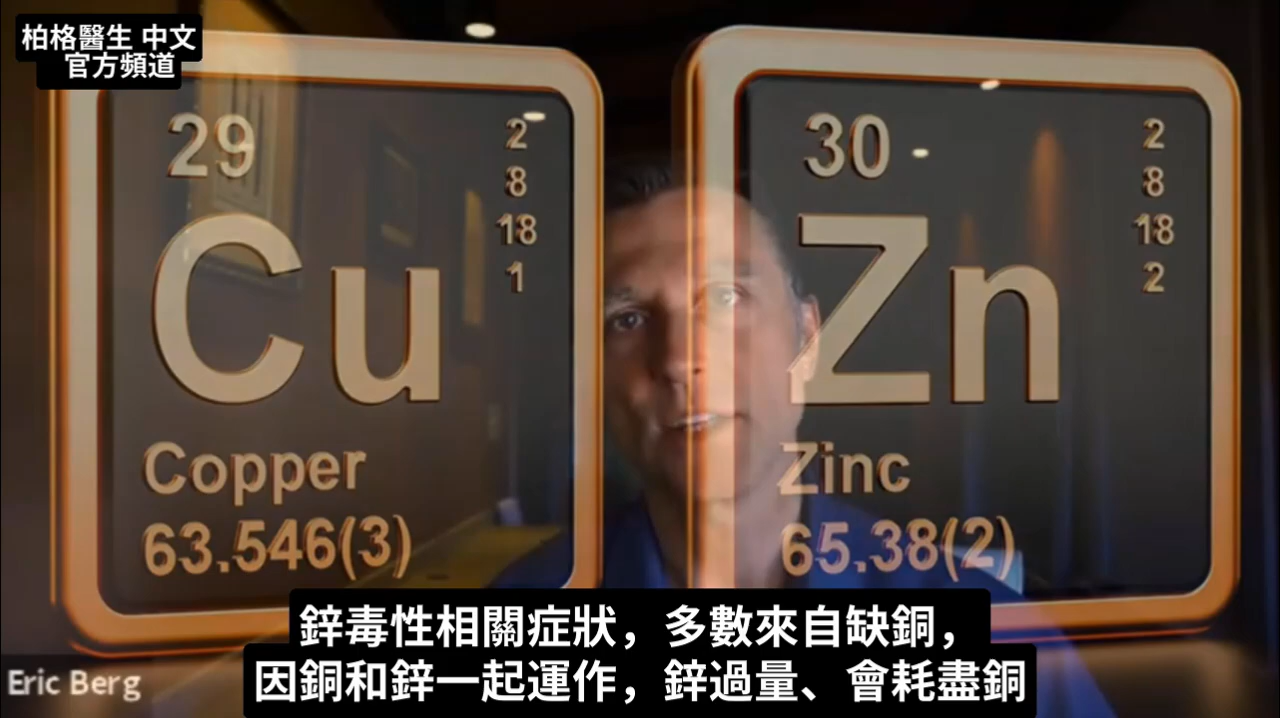 柏格醫生 中文
官方頻道
29
2
8
18
1
Cu
Copper
63.546(3)
30
2
8
18
2
Zn
Zinc
65.38(2)
鋅毒性相關症狀，多數來自缺銅，
因銅和鋅一起運作，鋅過量、會耗盡銅
Eric Berg